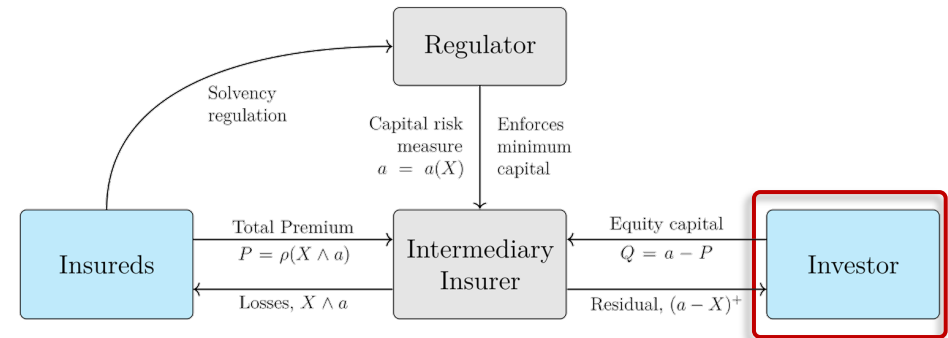 Regulator
Solvency
regulation
Capital risk
measure
a = a(X)
Enforces
minimum
capital
Insureds
Total Premium
P = ρ(X ∧ a)
Losses, X ∧ a
Intermediary
Insurer
Equity capital
Q = a − P
Residual, (a − X)⁺
Investor